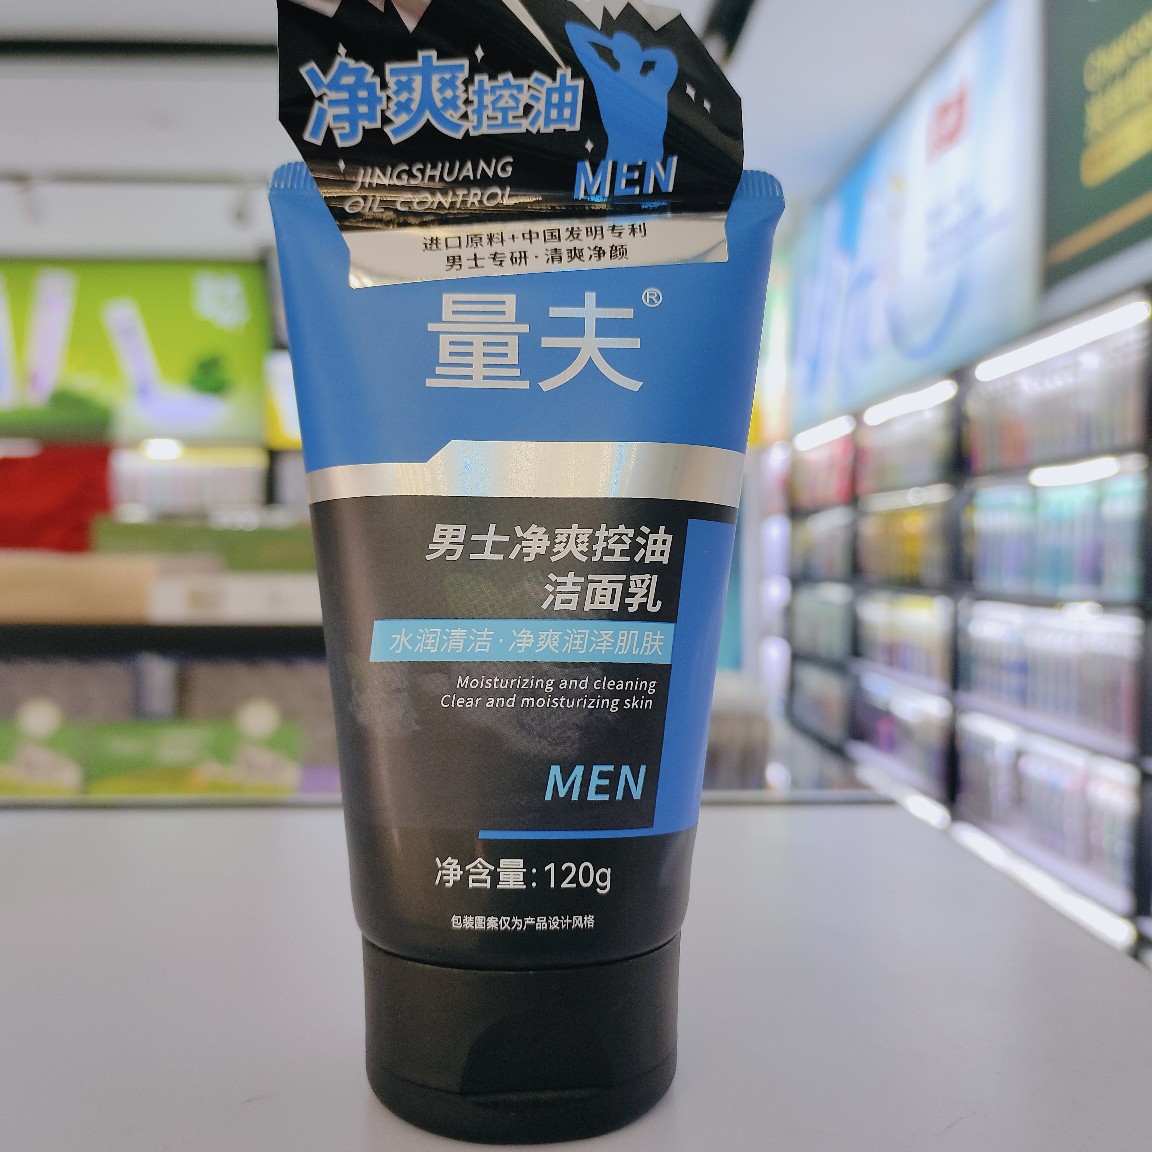 净爽控油
JINGSHUANG
OIL CONTROL
MEN
进口原料+中国发明专利
男士专研·清爽净颜
量夫®
男士净爽控油
洁面乳
水润清洁·净爽润泽肌肤
Moisturizing and cleaning
Clear and moisturizing skin
MEN
净含量:120g
包装图案仅为产品设计风格